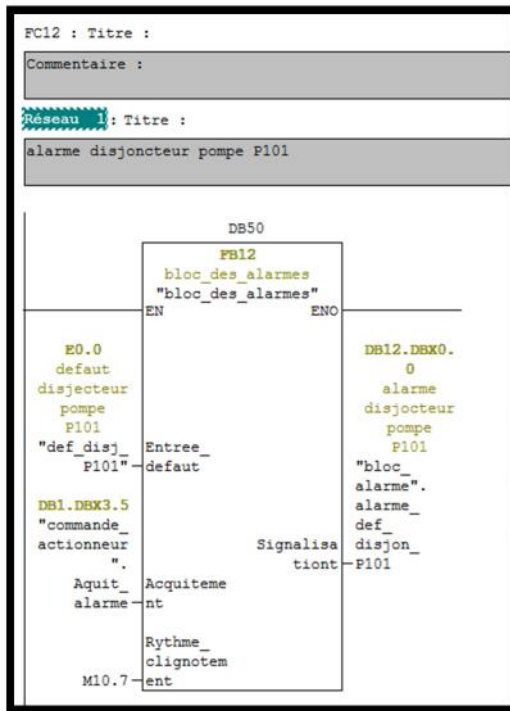 FC12 : Titre :
Commentaire :
Réseau 1: Titre :
alarme disjoncteur pompe P101
DB50
FB12
bloc_des_alarmes
"bloc_des_alarmes"
EN ENO
E0.0
defaut
disjecteur
pompe
P101
"def_disj_
P101"
Entree_
defaut
DB1.DBX3.5
"commande_
actionneur
".
Aquit_
alarme
Acquiteme
nt
M10.7
Rythme_
clignotem
ent
DB12.DBX0.
0
alarme
disjocteur
pompe
P101
"bloc_
alarme".
alarme_
def_
disjon_
P101
Signalisa
tiont